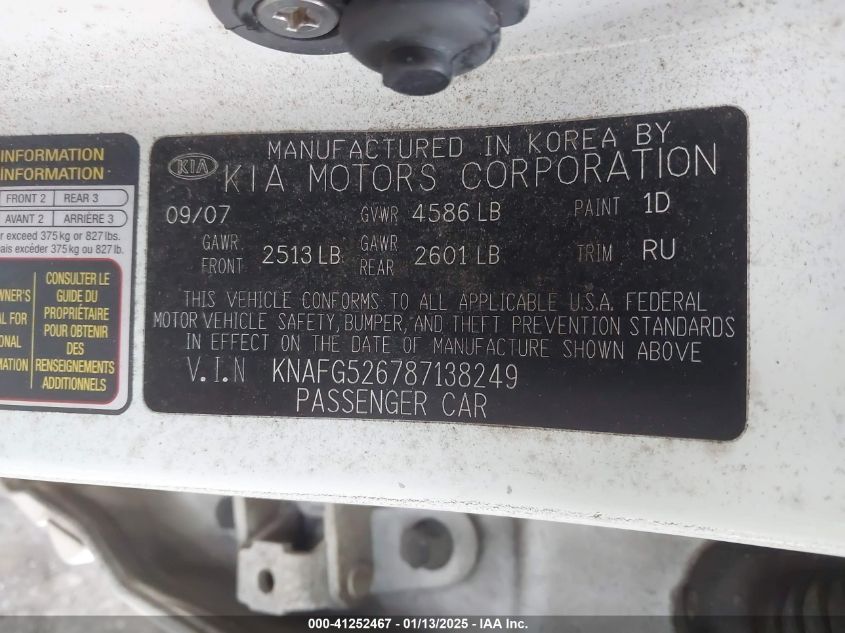 INFORMATION
INFORMATION
FRONT 2 REAR 3
AVANT 2 ARRIÈRE 3
exceed 375 kg or 827 lbs.
excéder 375 kg ou 827 lb.
CONSULTER LE
GUIDE DU
PROPRIÉTAIRE
POUR OBTENIR
DES
RENSEIGNEMENTS
ADDITIONNELS
WNER'S
FOR
KIA
MANUFACTURED IN KOREA BY
KIA MOTORS CORPORATION
09/07 GVWR 4586 LB PAINT 1D
GAWR FRONT 2513 LB GAWR REAR 2601 LB TRIM RU
THIS VEHICLE CONFORMS TO ALL APPLICABLE U.S.A. FEDERAL
MOTOR VEHICLE SAFETY, BUMPER, AND THEFT PREVENTION STANDARDS
IN EFFECT ON THE DATE OF MANUFACTURE SHOWN ABOVE
V.I.N KNAFG526787138249
PASSENGER CAR
000-41252467 - 01/13/2025 - IAA Inc.